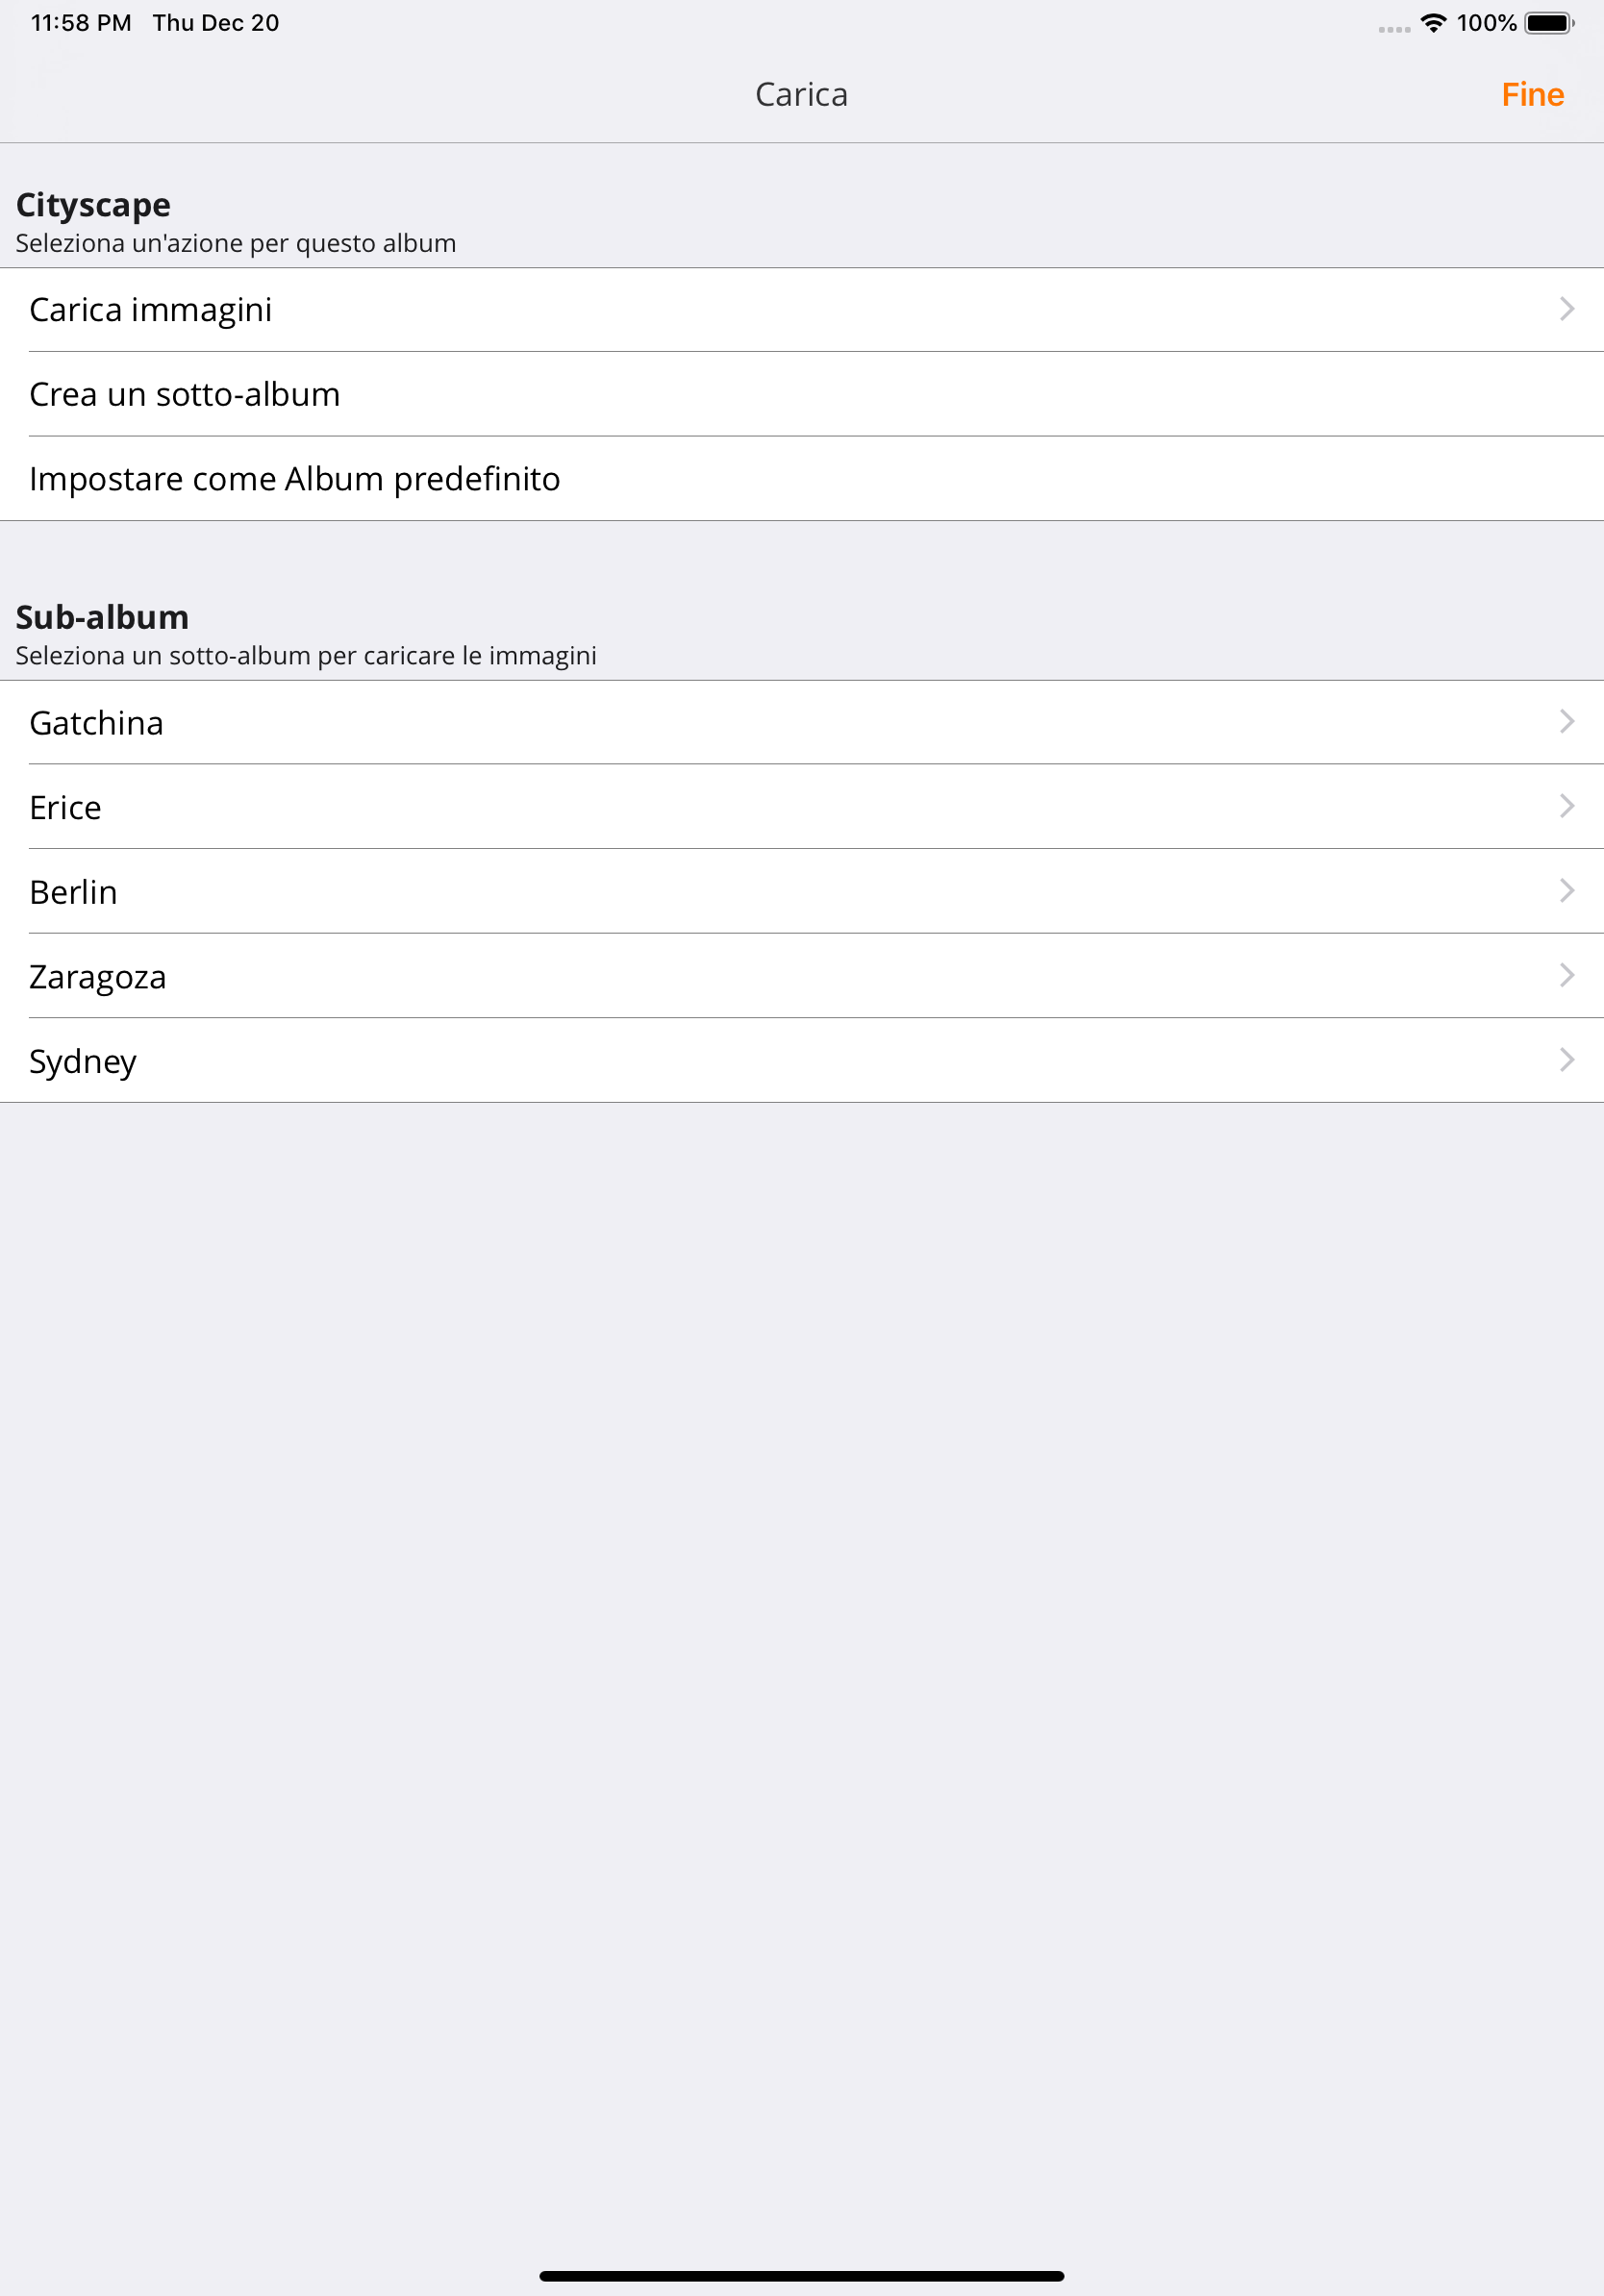 11:58 PM Thu Dec 20 100%
Carica Fine
Cityscape
Seleziona un'azione per questo album
Carica immagini
Crea un sotto-album
Impostare come Album predefinito
Sub-album
Seleziona un sotto-album per caricare le immagini
Gatchina
Erice
Berlin
Zaragoza
Sydney